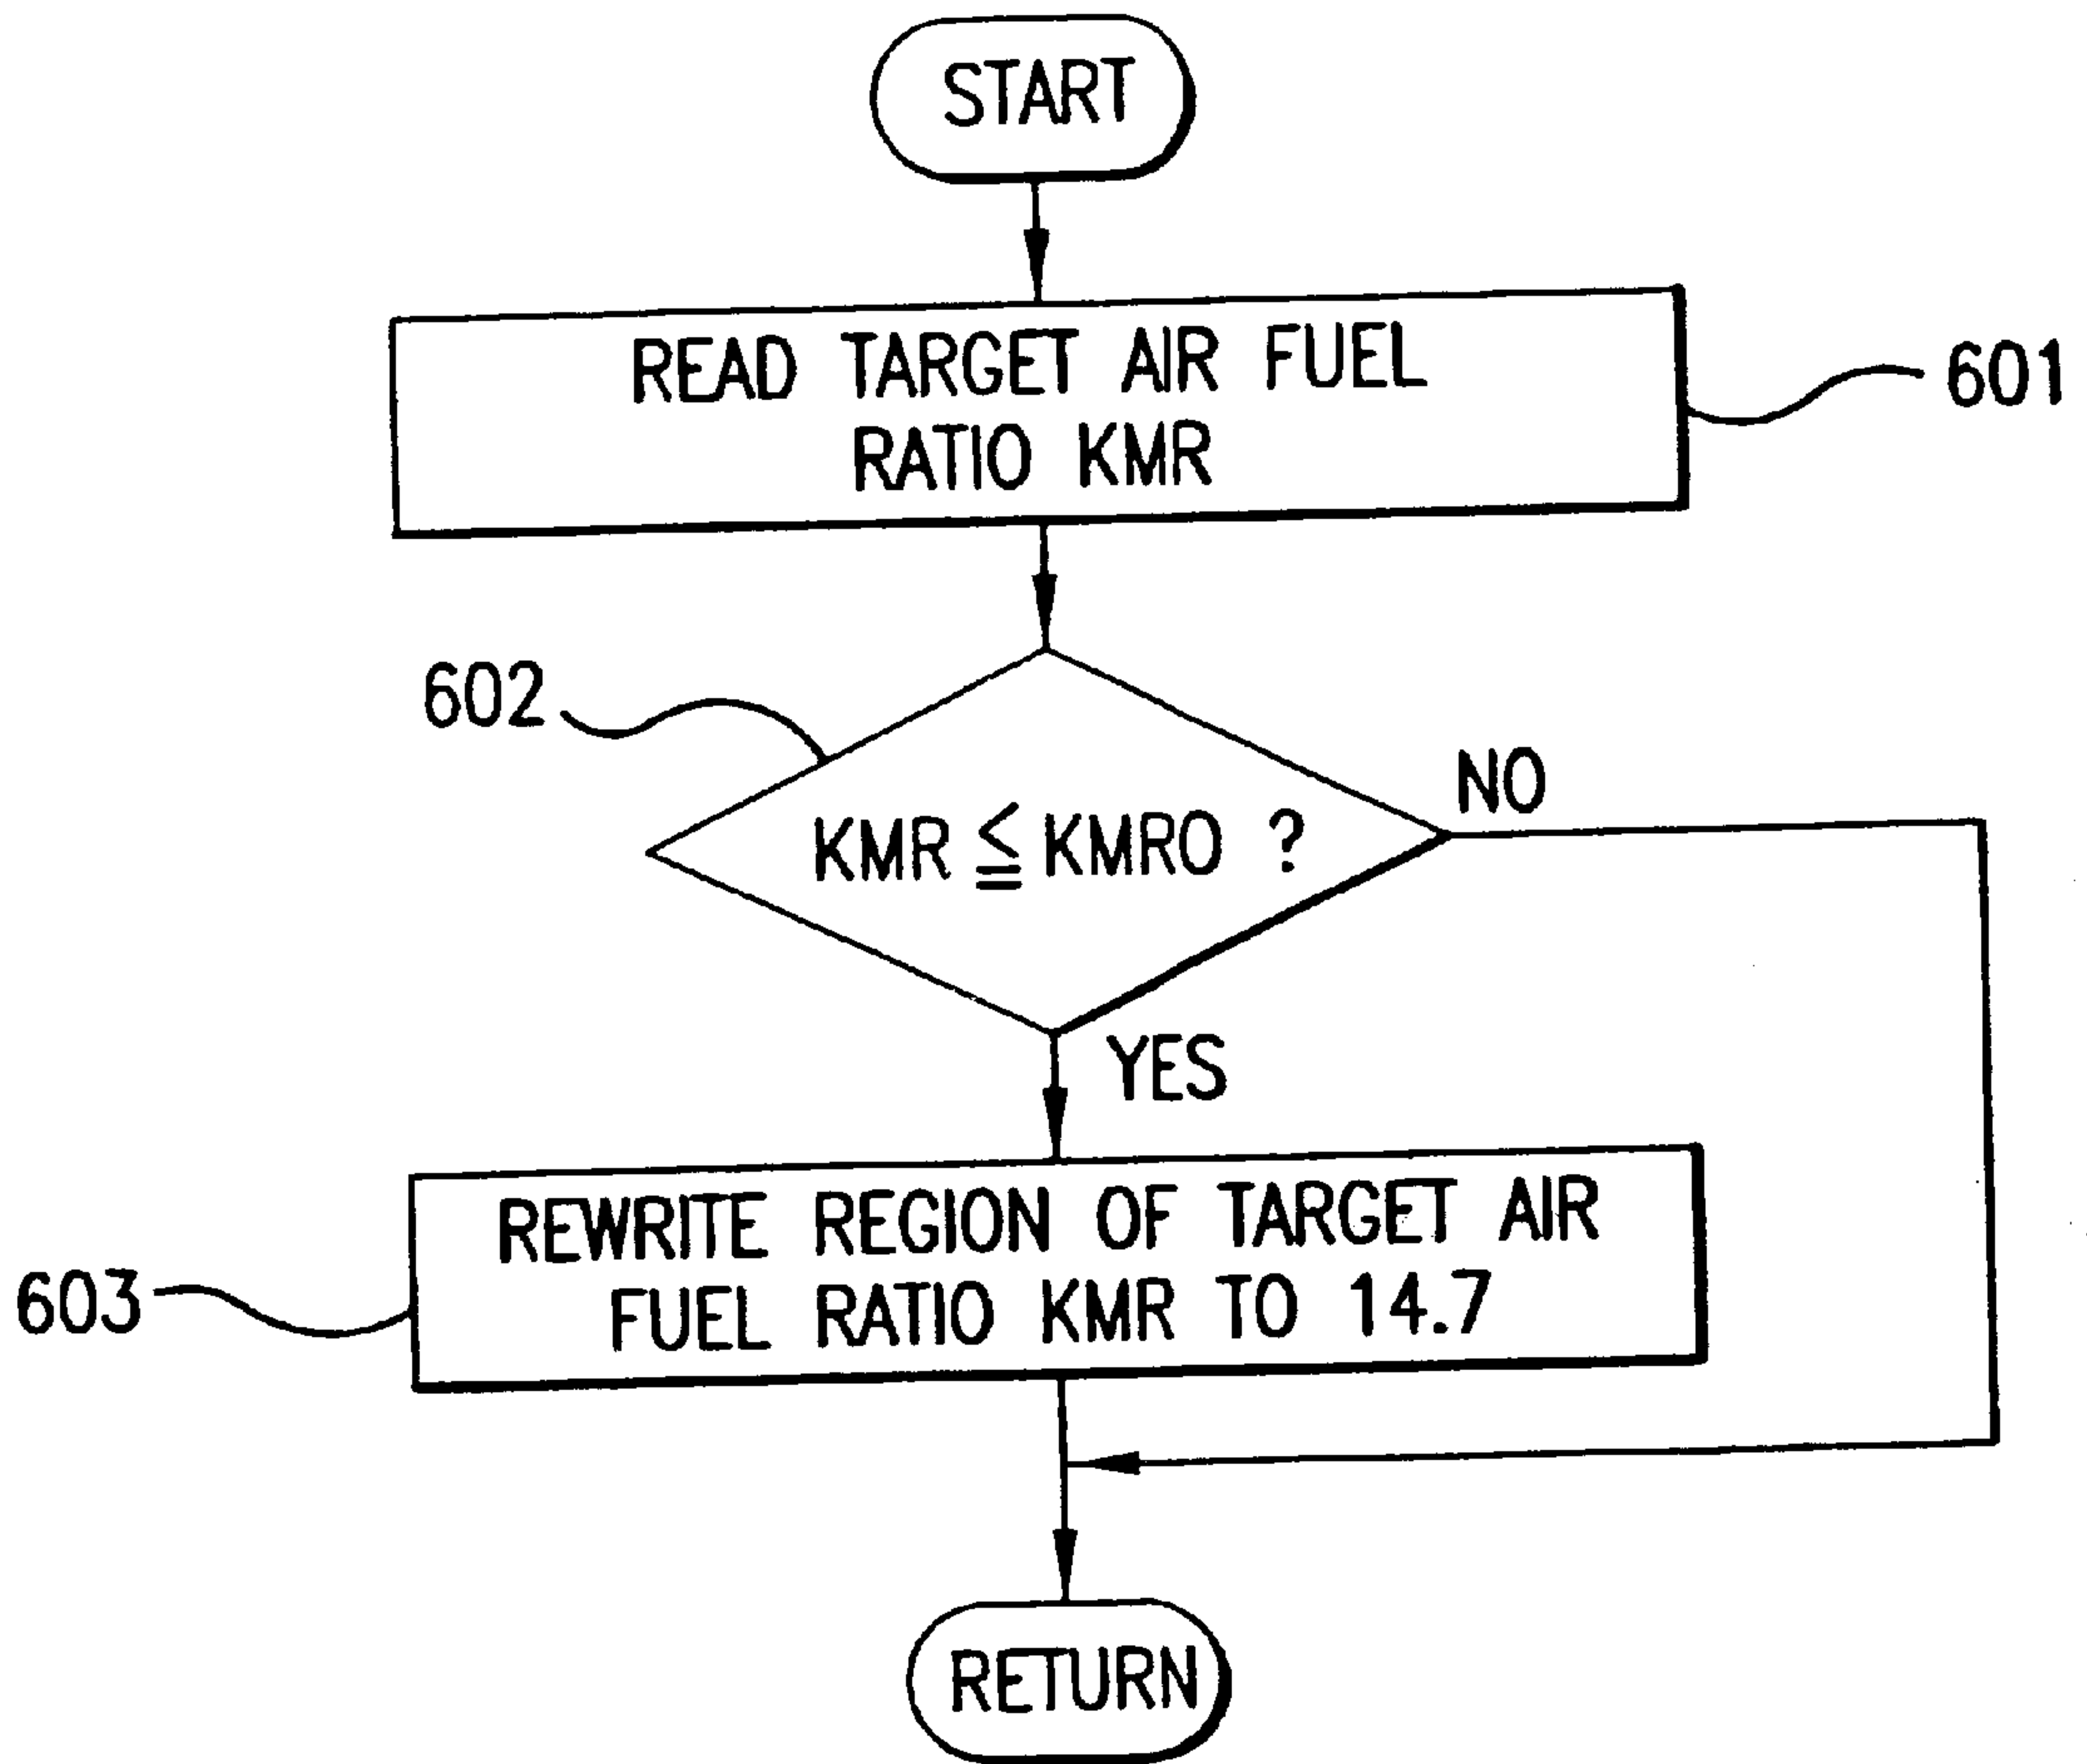 START
READ TARGET AIR FUEL
RATIO KMR
601
602
KMR ≦ KMRO ?
NO
YES
REWRITE REGION OF TARGET AIR
FUEL RATIO KMR TO 14.7
603
RETURN